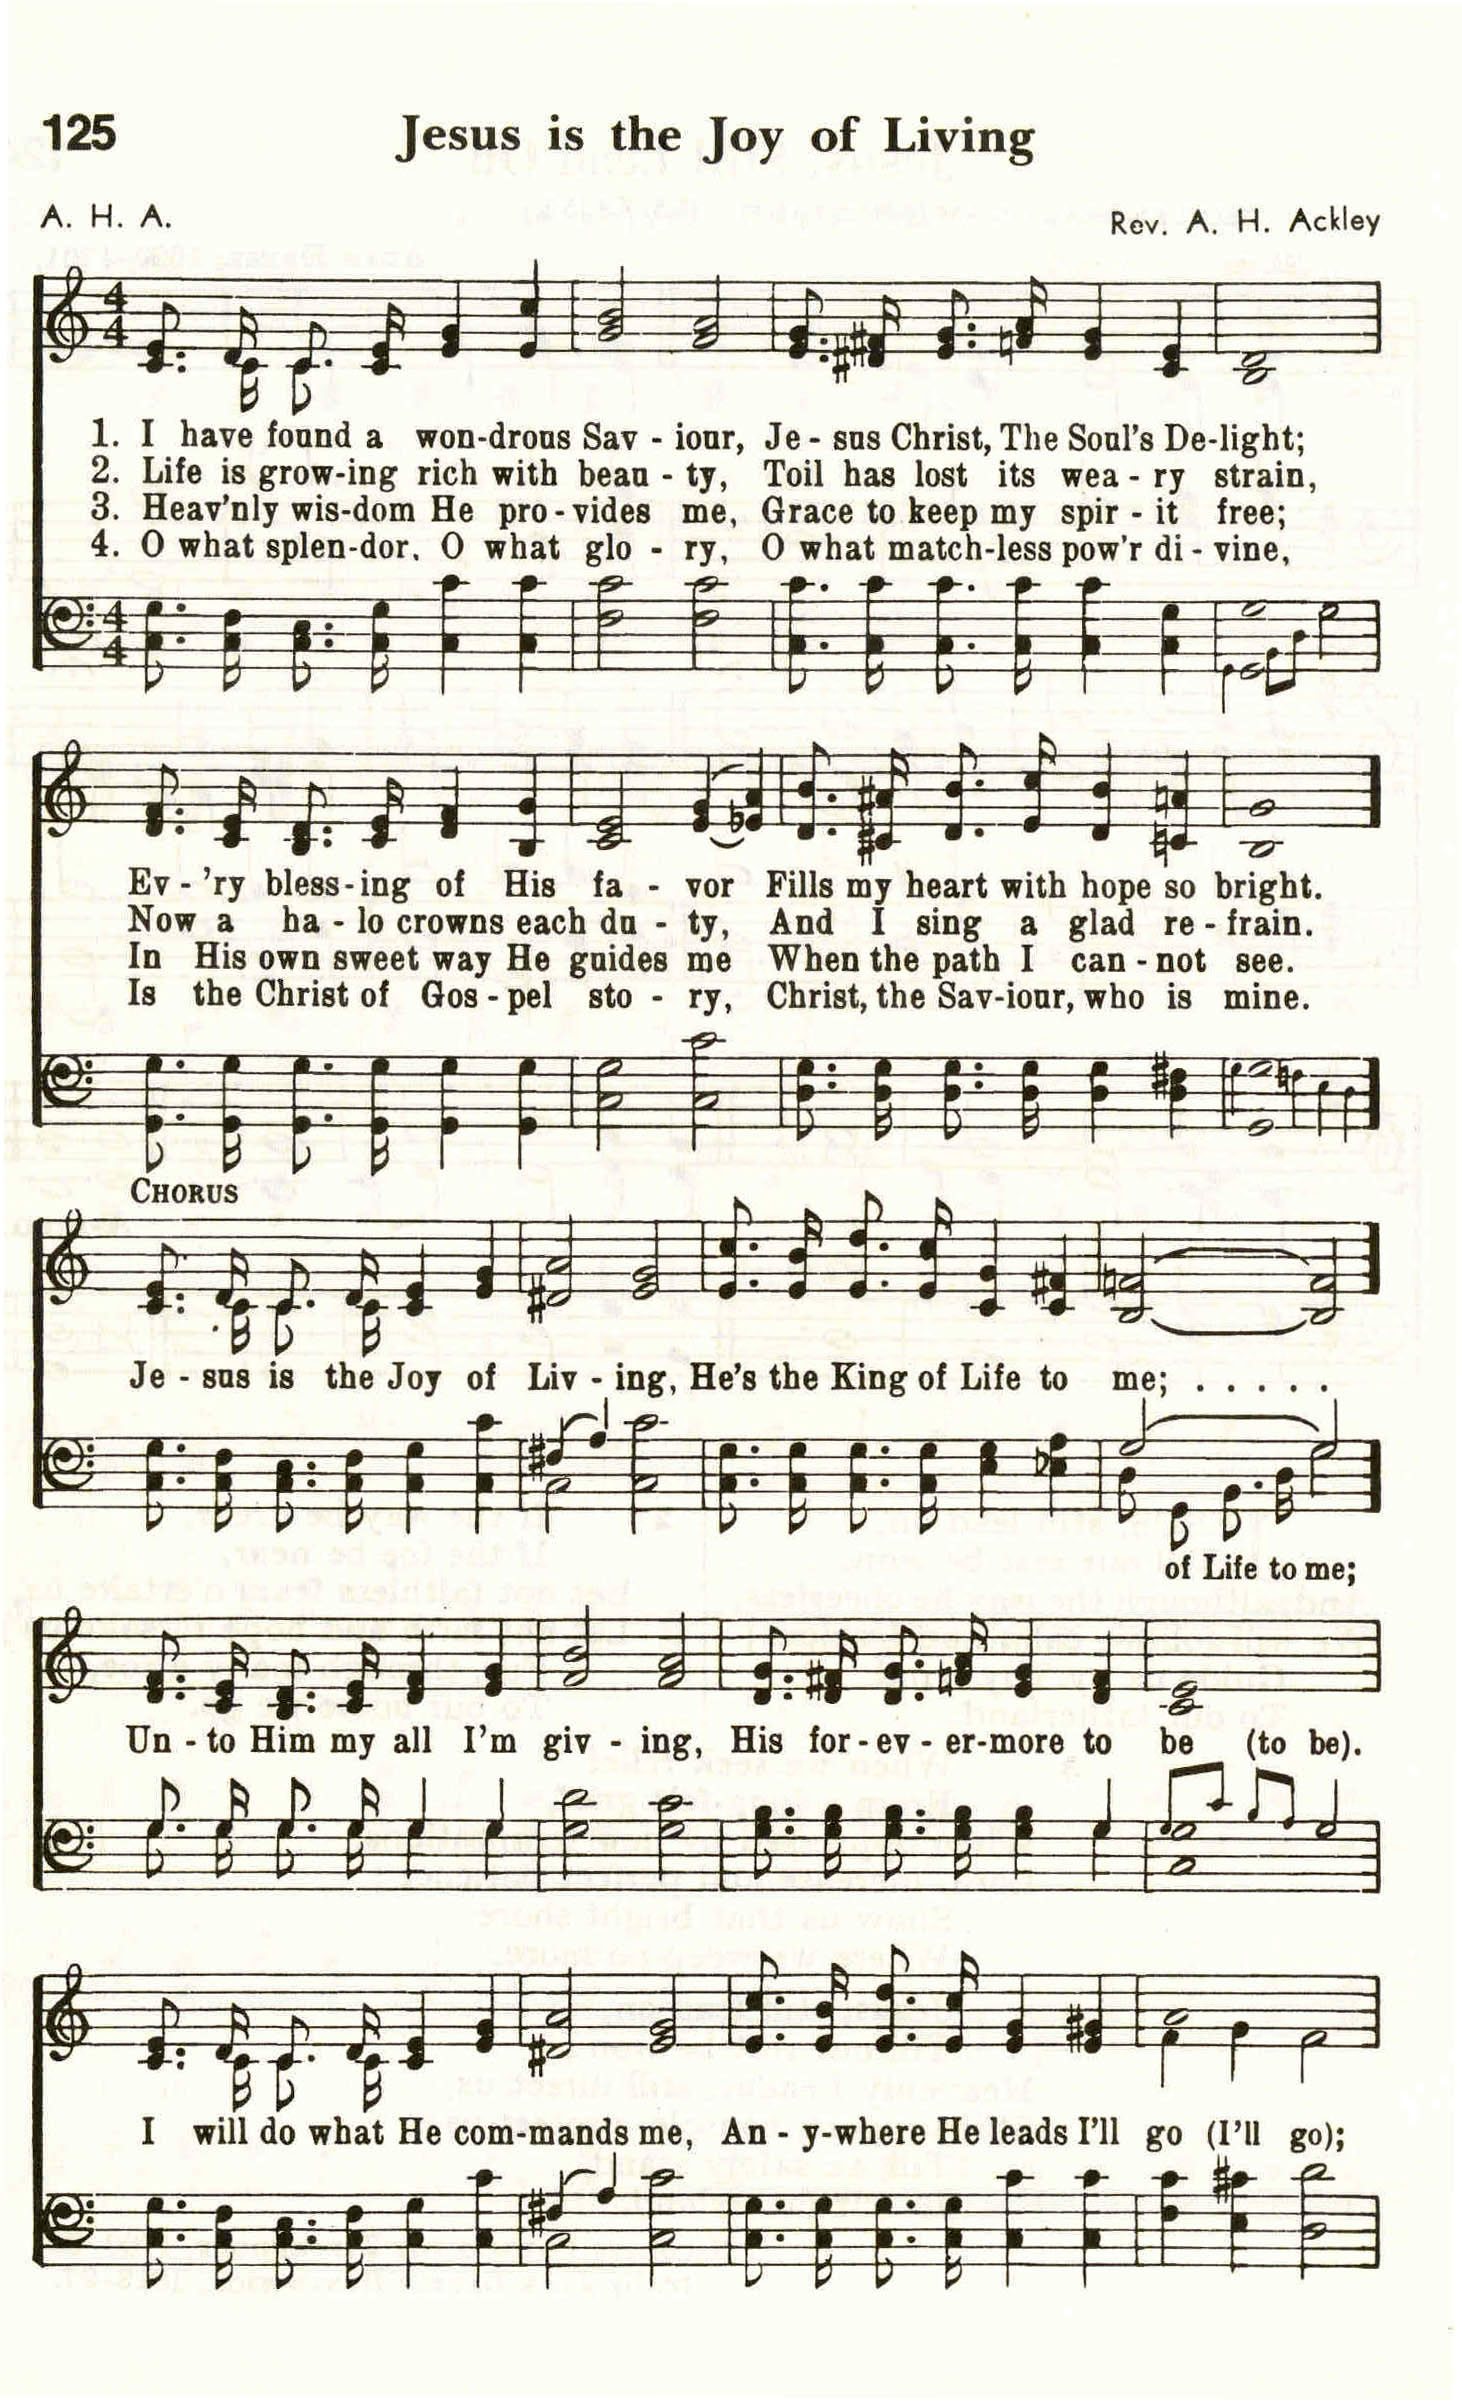 125 Jesus is the Joy of Living
A. H. A. Rev. A. H. Ackley
1. I have found a won-drous Sav - iour, Je - sus Christ, The Soul's De-light;
2. Life is grow-ing rich with beau - ty, Toil has lost its wea - ry strain,
3. Heav'nly wis-dom He pro - vides me, Grace to keep my spir - it free;
4. O what splen-dor. O what glo - ry, O what match-less pow'r di - vine,
Ev - 'ry bless-ing of His fa - vor Fills my heart with hope so bright.
Now a ha - lo crowns each du - ty, And I sing a glad re - frain.
In His own sweet way He guides me When the path I can - not see.
Is the Christ of Gos - pel sto - ry, Christ, the Sav-iour, who is mine.
CHORUS
Je - sus is the Joy of Liv - ing, He's the King of Life to me; . . . . .
of Life to me;
Un - to Him my all I'm giv - ing, His for - ev - er-more to be (to be).
I will do what He com-mands me, An - y-where He leads I'll go (I'll go);